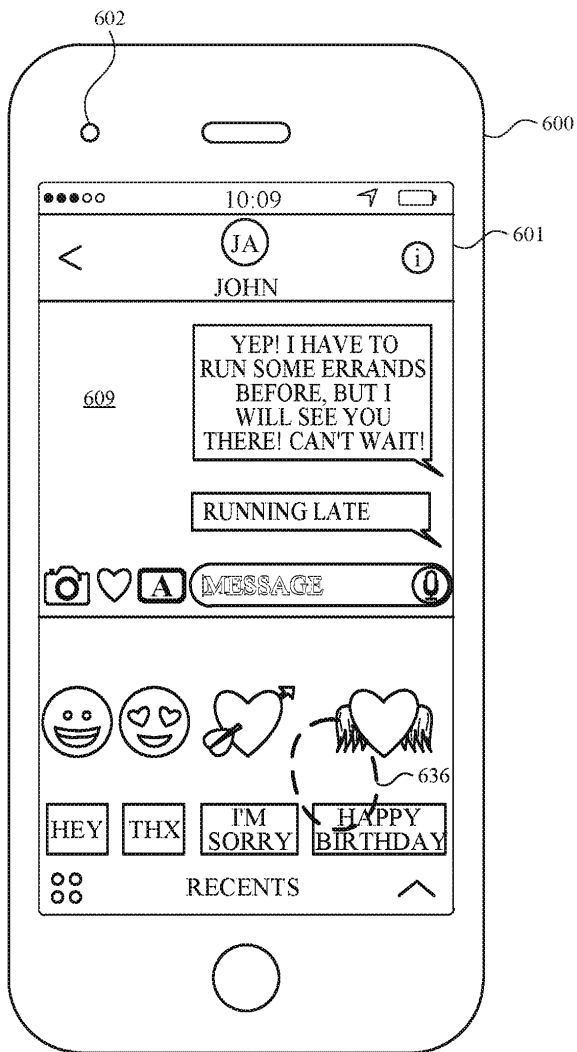 602
600
10:09
601
JA
i
JOHN
YEP! I HAVE TO
RUN SOME ERRANDS
BEFORE, BUT I
WILL SEE YOU
THERE! CAN'T WAIT!
609
RUNNING LATE
A
MESSAGE
636
HEY
THX
I'M
SORRY
HAPPY
BIRTHDAY
RECENTS